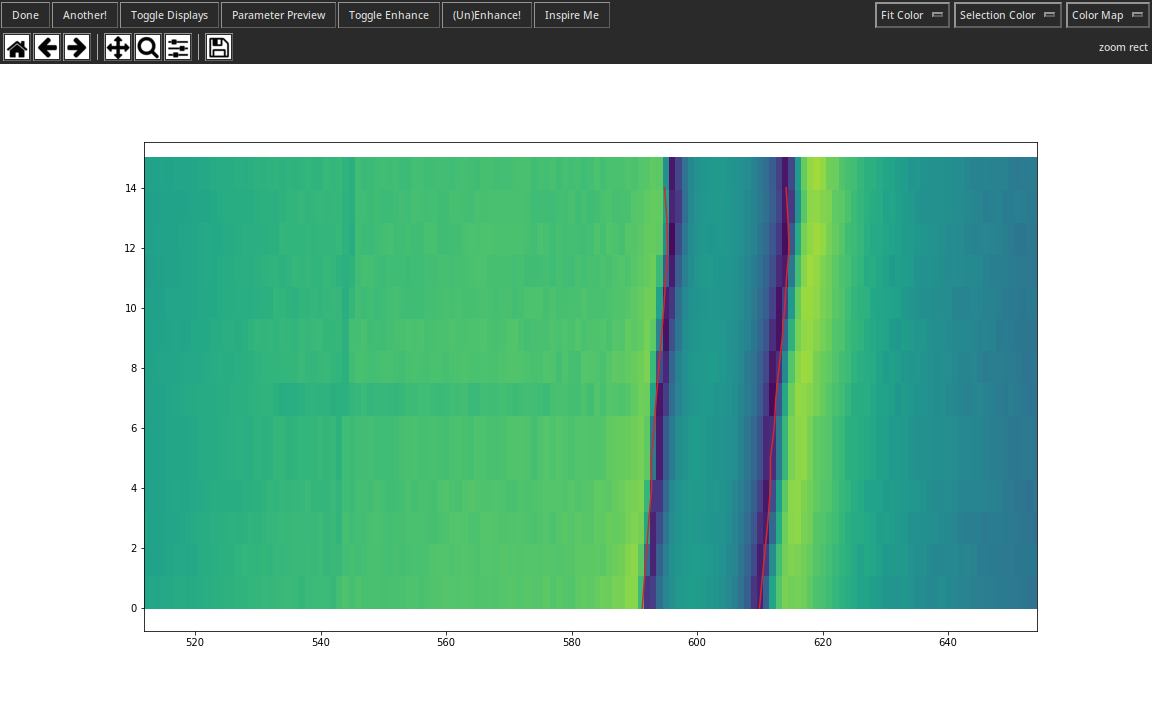 Done Another! Toggle Displays Parameter Preview Toggle Enhance (Un)Enhance! Inspire Me Fit Color Selection Color Color Map
zoom rect
14
12
10
8
6
4
2
0
520 540 560 580 600 620 640